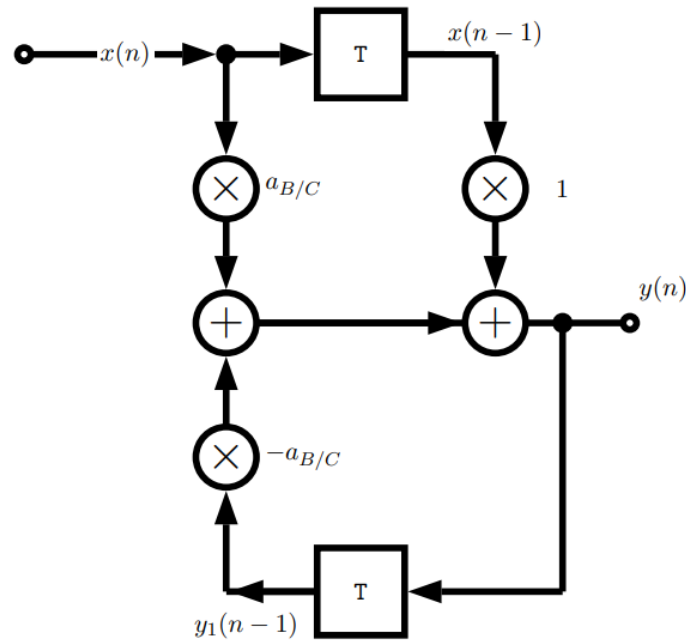 x(n)
T
x(n − 1)
×
a_{B/C}
×
1
+
+
y(n)
×
−a_{B/C}
T
y_1(n − 1)